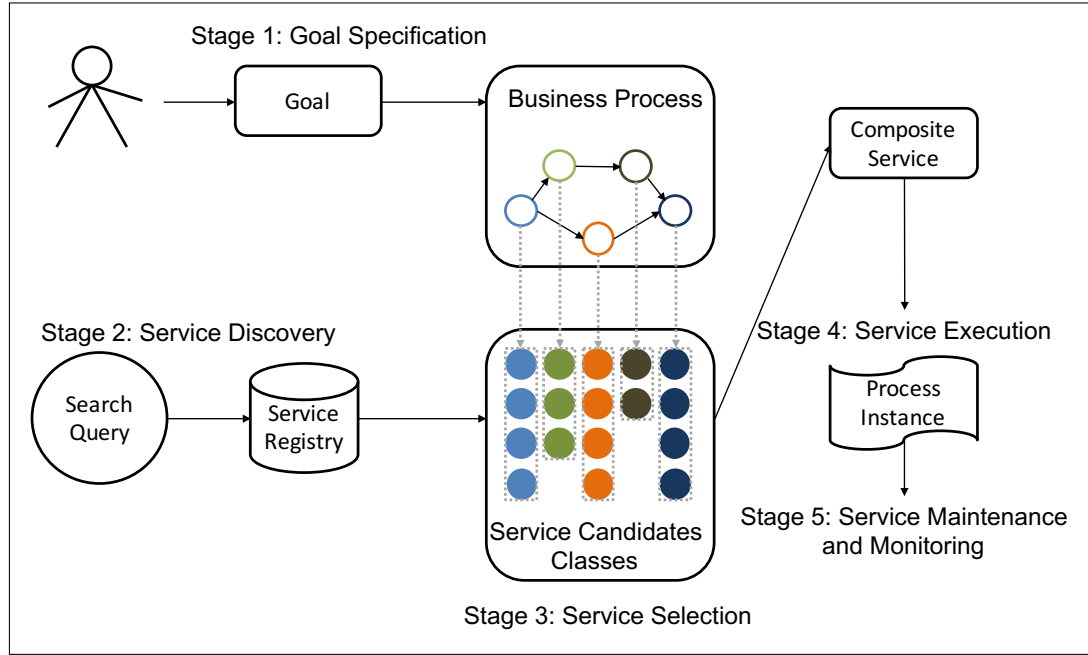 Stage 1: Goal Specification
Goal
Business Process
Composite
Service
Stage 2: Service Discovery
Search
Query
Service
Registry
Service Candidates
Classes
Stage 3: Service Selection
Stage 4: Service Execution
Process
Instance
Stage 5: Service Maintenance
and Monitoring